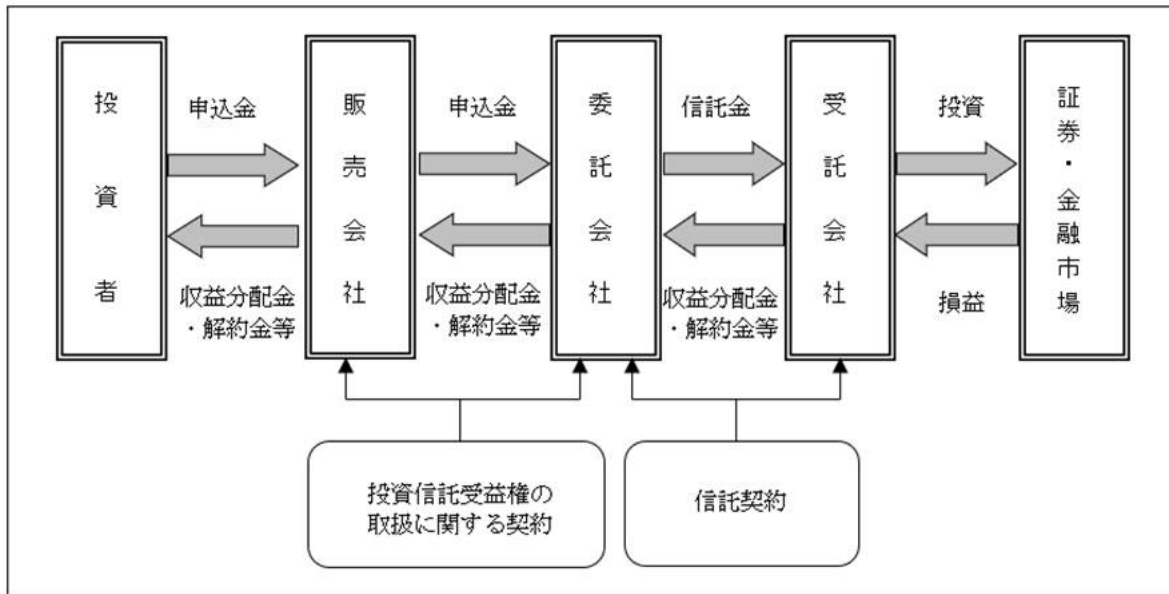 投資者
申込金
収益分配金
・解約金等
販売会社
申込金
収益分配金
・解約金等
委託会社
信託金
収益分配金
・解約金等
受託会社
投資
損益
証券・金融市場
投資信託受益権の
取扱に関する契約
信託契約